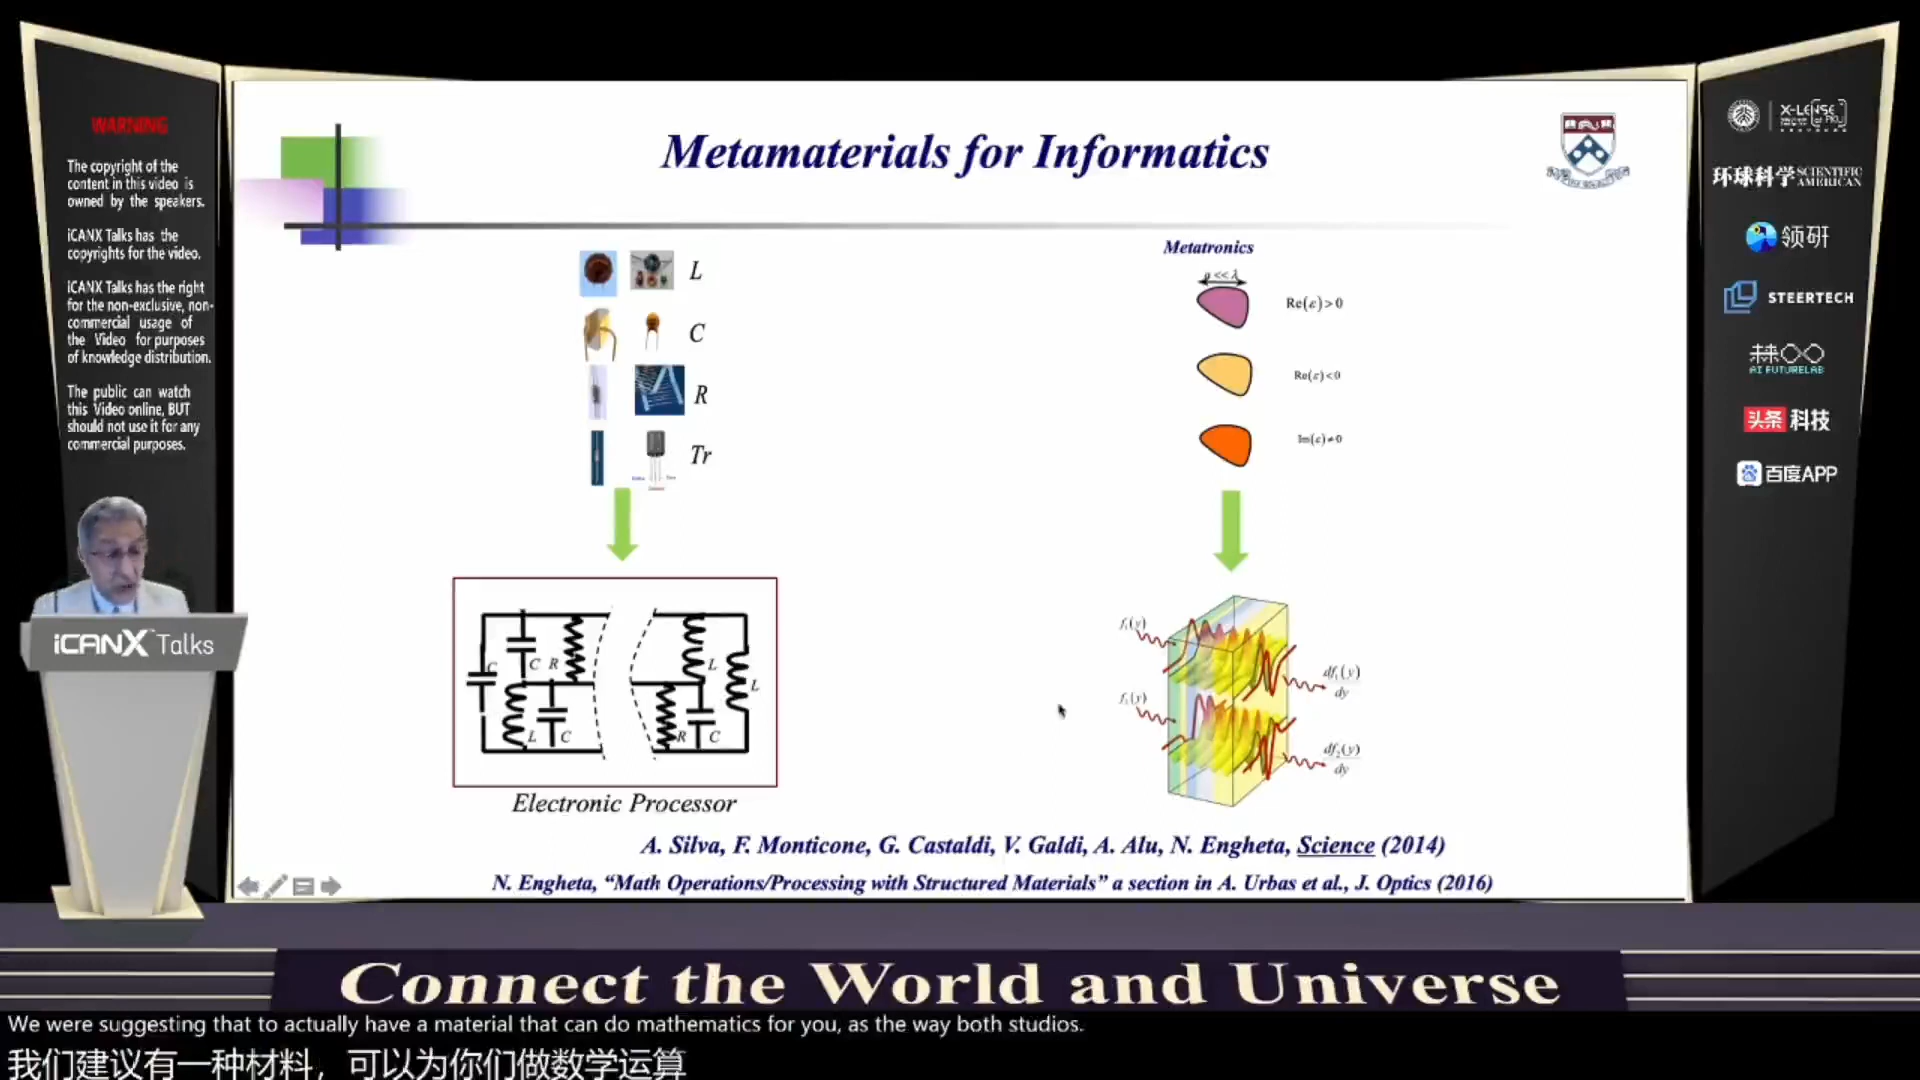 WARNING
The copyright of the
content in this video is
owned by the speakers.
iCANX Talks has the
copyrights for the video.
iCANX Talks has the right
for the non-exclusive, non-
commercial usage of
the Video for purposes
of knowledge distribution.
The public can watch
this Video online, BUT
should not use it for any
commercial purposes.
iCANX Talks
Metamaterials for Informatics
L
C
R
Tr
C
C
R
L
C
L
L
R
C
Electronic Processor
Metatronics
a << λ
Re(ε)>0
Re(ε)<0
Im(ε)≠0
f₁(y)
df₁(y)
dy
f₂(y)
df₂(y)
dy
A. Silva, F. Monticone, G. Castaldi, V. Galdi, A. Alu, N. Engheta, Science (2014)
N. Engheta, “Math Operations/Processing with Structured Materials” a section in A. Urbas et al., J. Optics (2016)
X-LENSE
环球科学 SCIENTIFIC AMERICAN
领研
STEERTECH
AI FUTURELAB
头条 科技
百度APP
Connect the World and Universe
We were suggesting that to actually have a material that can do mathematics for you, as the way both studios.
我们建议有一种材料，可以为你们做数学运算